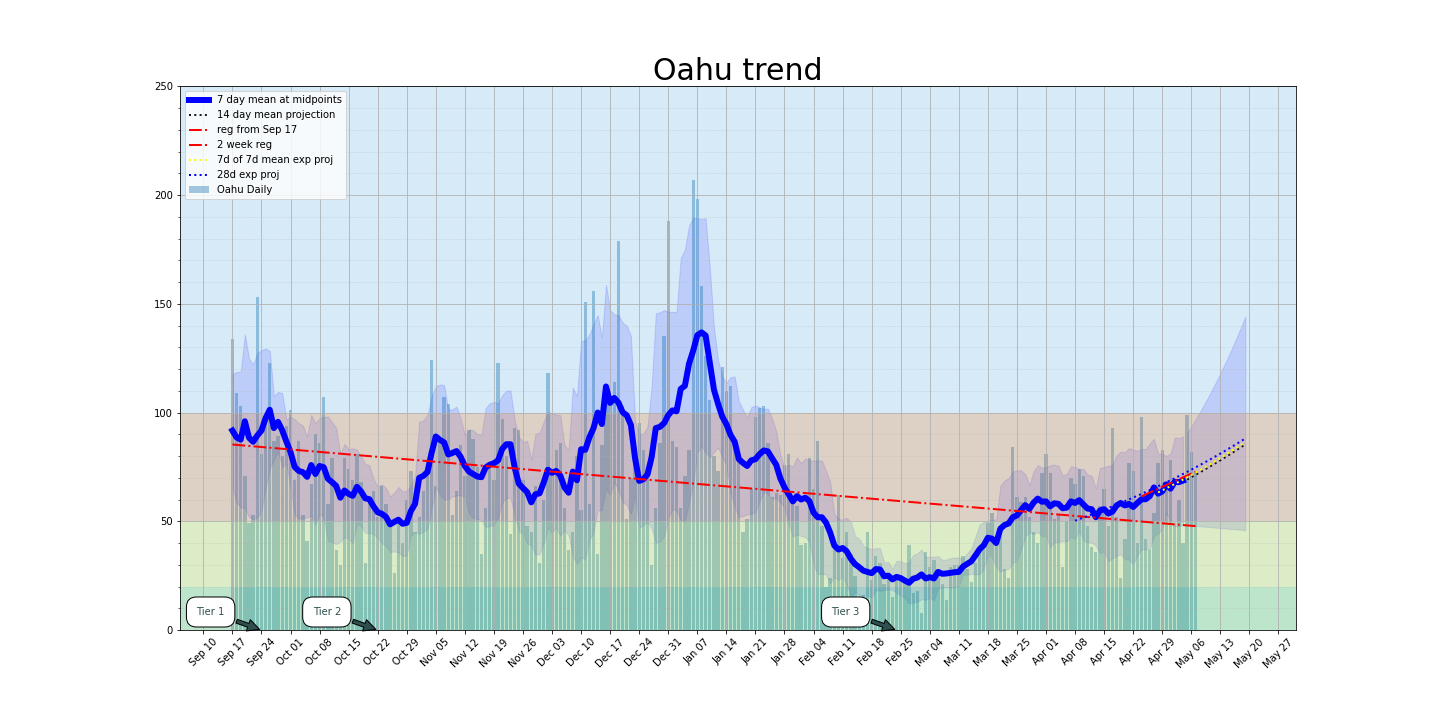 Oahu trend
250
200
150
100
50
0
7 day mean at midpoints
14 day mean projection
reg from Sep 17
2 week reg
7d of 7d mean exp proj
28d exp proj
Oahu Daily
Tier 1
Tier 2
Tier 3
Sep 10
Sep 17
Sep 24
Oct 01
Oct 08
Oct 15
Oct 22
Oct 29
Nov 05
Nov 12
Nov 19
Nov 26
Dec 03
Dec 10
Dec 17
Dec 24
Dec 31
Jan 07
Jan 14
Jan 21
Jan 28
Feb 04
Feb 11
Feb 18
Feb 25
Mar 04
Mar 11
Mar 18
Mar 25
Apr 01
Apr 08
Apr 15
Apr 22
Apr 29
May 06
May 13
May 20
May 27